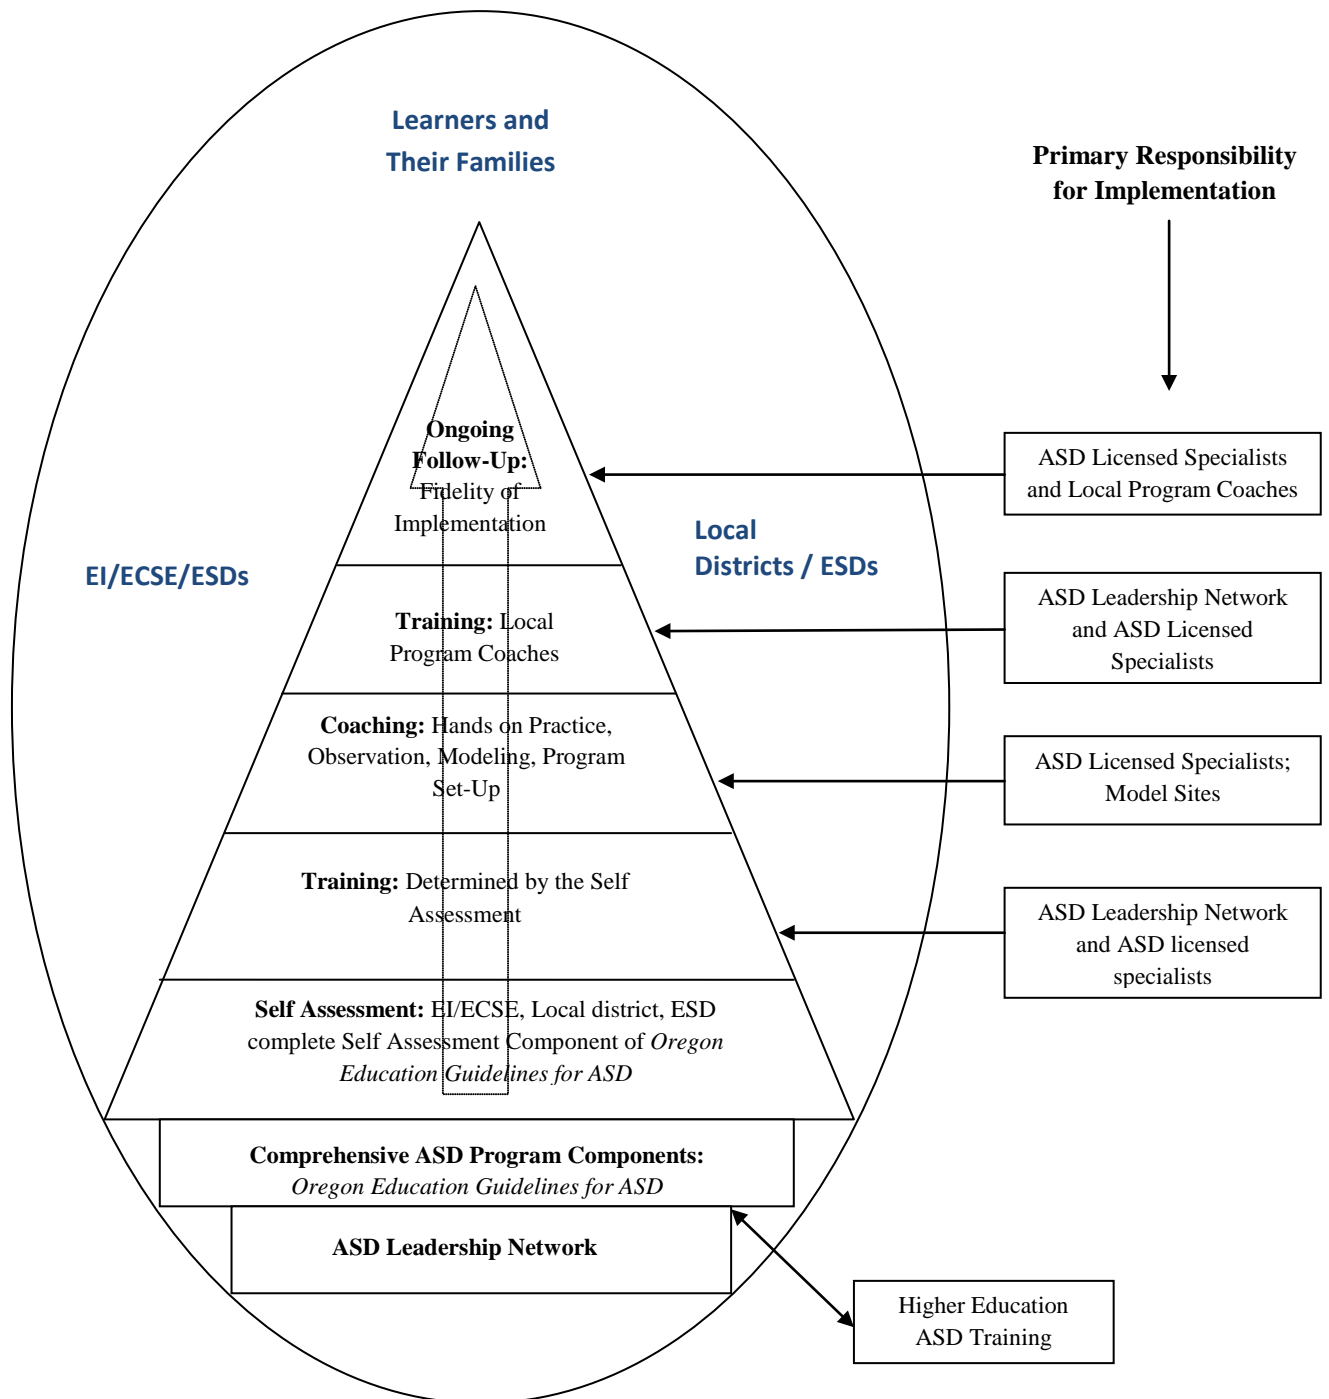 Learners and
Their Families
Primary Responsibility
for Implementation
Ongoing
Follow-Up:
Fidelity of
Implementation
ASD Licensed Specialists
and Local Program Coaches
EI/ECSE/ESDs
Local
Districts / ESDs
Training: Local
Program Coaches
ASD Leadership Network
and ASD Licensed
Specialists
Coaching: Hands on Practice,
Observation, Modeling, Program
Set-Up
ASD Licensed Specialists;
Model Sites
Training: Determined by the Self
Assessment
ASD Leadership Network
and ASD licensed
specialists
Self Assessment: EI/ECSE, Local district, ESD
complete Self Assessment Component of Oregon
Education Guidelines for ASD
Comprehensive ASD Program Components:
Oregon Education Guidelines for ASD
ASD Leadership Network
Higher Education
ASD Training